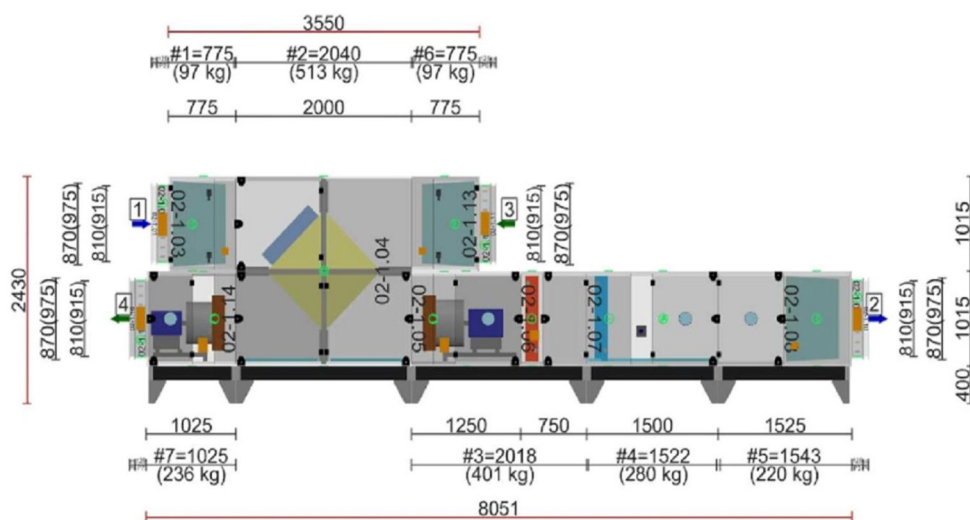 3550
#1=775 #2=2040 #6=775
(97 kg) (513 kg) (97 kg)
775 2000 775
870(975) 810(915) 1 02-1.03 02-1.04 02-1.13 3 810(915) 870(975) 1015
2430
870(975) 810(915) 4 02-1.14 02-1.05 02-1.06 02-1.07 02-1.08 2 810(915) 870(975) 1015
400
1025 1250 750 1500 1525
#7=1025 #3=2018 #4=1522 #5=1543
(236 kg) (401 kg) (280 kg) (220 kg)
8051